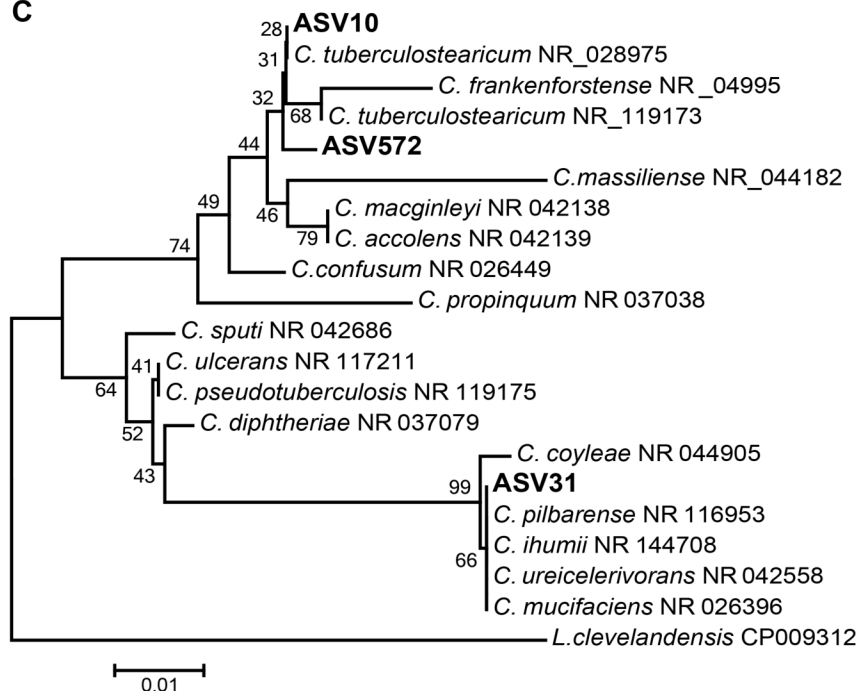 C
28
ASV10
31
C. tuberculostearicum NR_028975
C. frankenforstense NR _04995
32
68
C. tuberculostearicum NR_119173
44
ASV572
C.massiliense NR_044182
49
46
C. macginleyi NR 042138
79
C. accolens NR 042139
74
C.confusum NR 026449
C. propinquum NR 037038
C. sputi NR 042686
41
C. ulcerans NR 117211
64
C. pseudotuberculosis NR 119175
52
C. diphtheriae NR 037079
43
C. coyleae NR 044905
99
ASV31
C. pilbarense NR 116953
C. ihumii NR 144708
66
C. ureicelerivorans NR 042558
C. mucifaciens NR 026396
L.clevelandensis CP009312
0.01